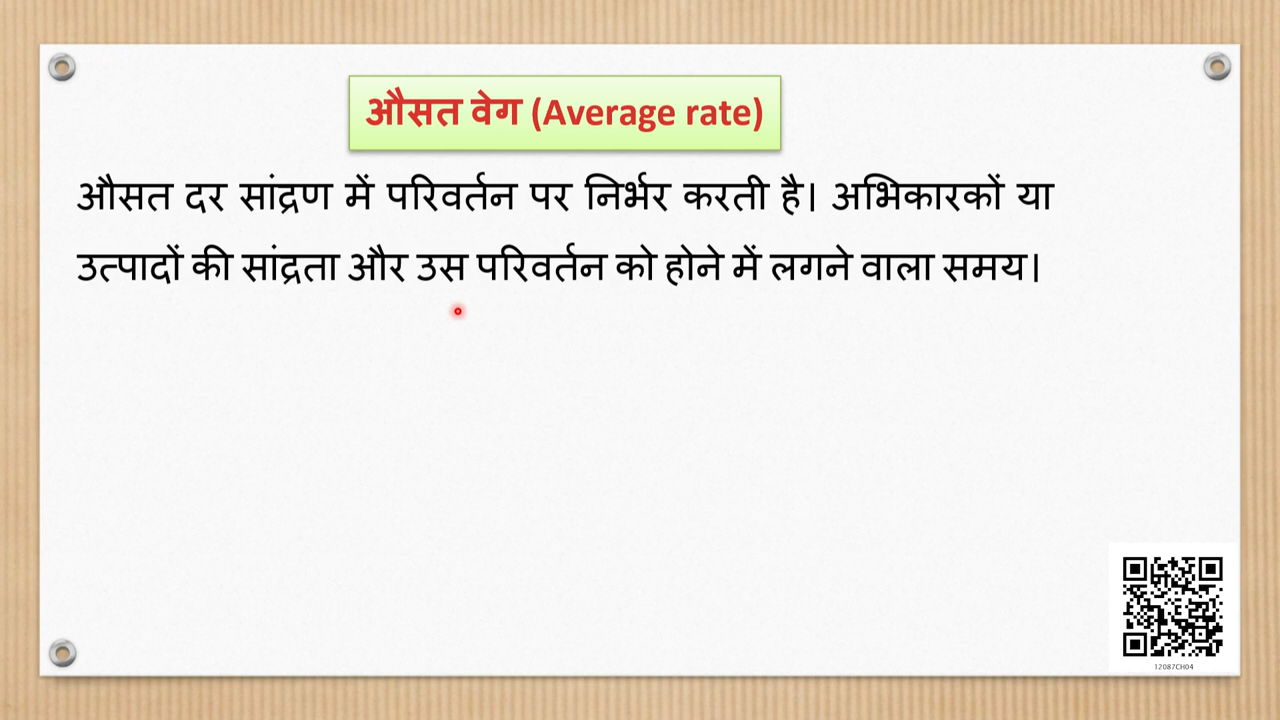 औसत वेग (Average rate)
औसत दर सांद्रण में परिवर्तन पर निर्भर करती है। अभिकारकों या
उत्पादों की सांद्रता और उस परिवर्तन को होने में लगने वाला समय।
12087CH04